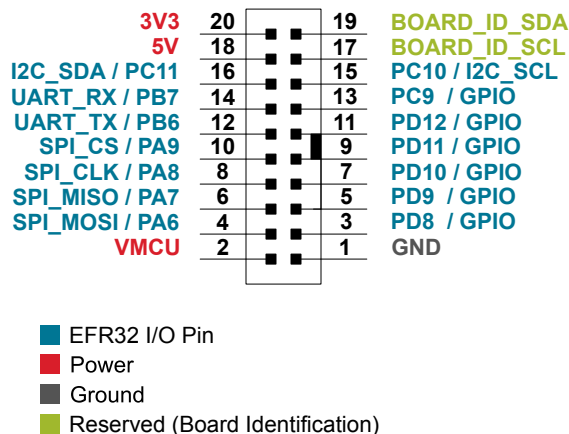 3V3 20 19 BOARD_ID_SDA
5V 18 17 BOARD_ID_SCL
I2C_SDA / PC11 16 15 PC10 / I2C_SCL
UART_RX / PB7 14 13 PC9 / GPIO
UART_TX / PB6 12 11 PD12 / GPIO
SPI_CS / PA9 10 9 PD11 / GPIO
SPI_CLK / PA8 8 7 PD10 / GPIO
SPI_MISO / PA7 6 5 PD9 / GPIO
SPI_MOSI / PA6 4 3 PD8 / GPIO
VMCU 2 1 GND
EFR32 I/O Pin
Power
Ground
Reserved (Board Identification)